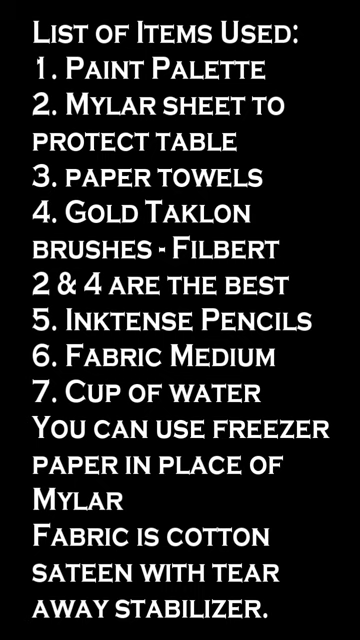 List of Items Used:
1. Paint Palette
2. Mylar sheet to
protect table
3. paper towels
4. Gold Taklon
brushes - Filbert
2 & 4 are the best
5. Inktense Pencils
6. Fabric Medium
7. Cup of water
You can use freezer
paper in place of
Mylar
Fabric is cotton
sateen with tear
away stabilizer.